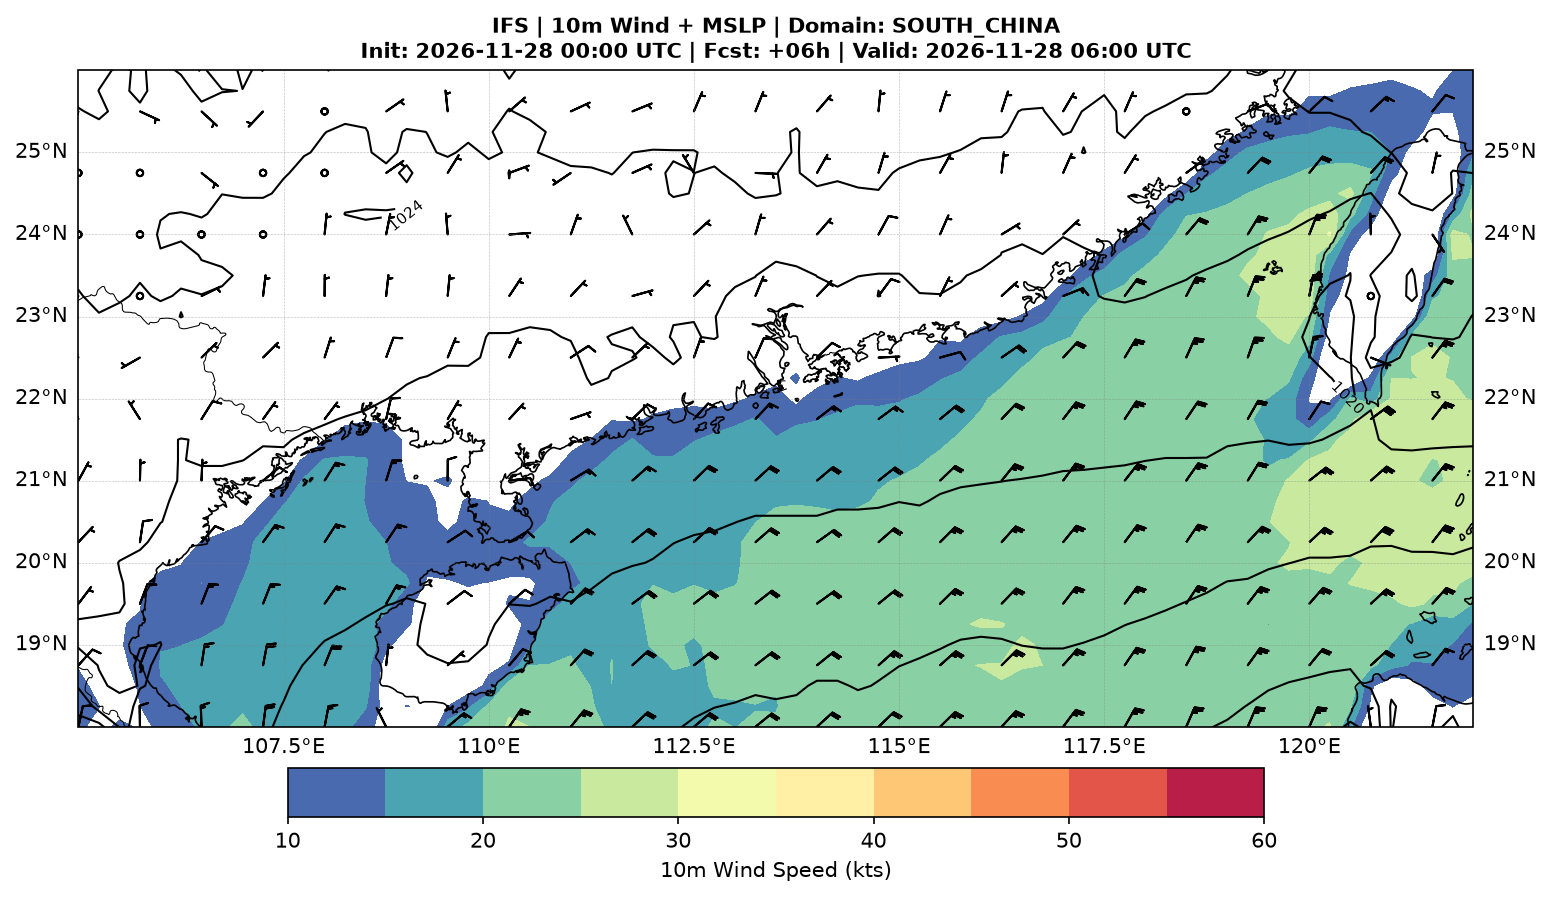 IFS | 10m Wind + MSLP | Domain: SOUTH_CHINA
Init: 2026-11-28 00:00 UTC | Fcst: +06h | Valid: 2026-11-28 06:00 UTC
25°N 25°N
1024
24°N 24°N
23°N 23°N
22°N 1020 22°N
21°N 21°N
20°N 20°N
19°N 19°N
107.5°E 110°E 112.5°E 115°E 117.5°E 120°E
10 20 30 40 50 60
10m Wind Speed (kts)